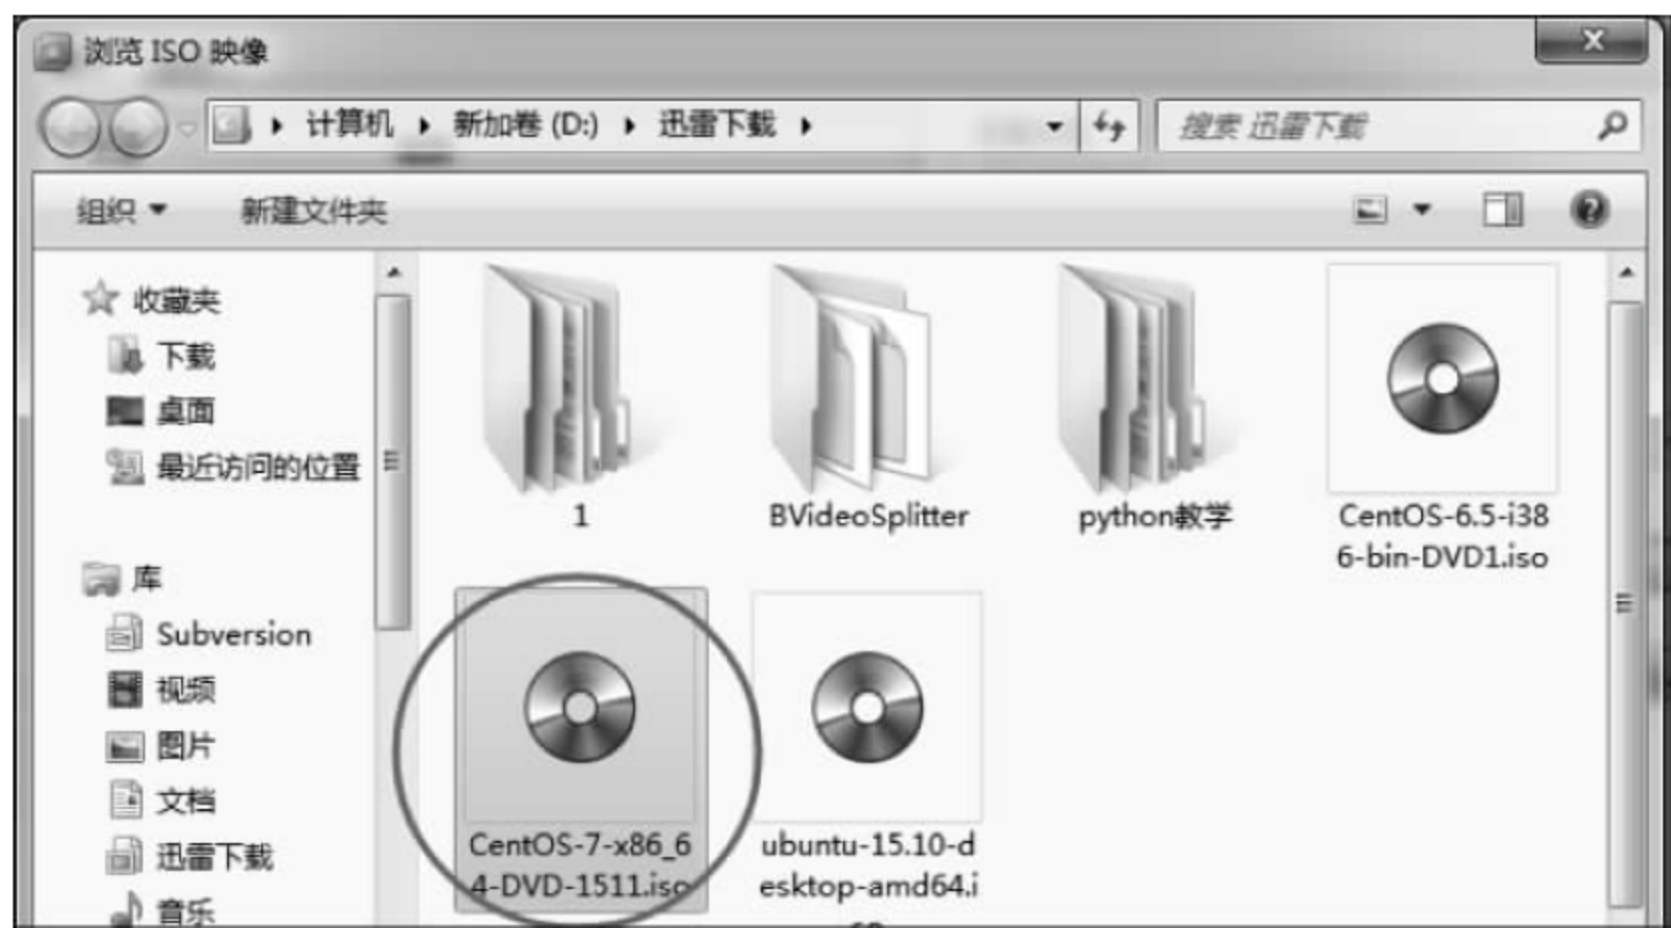 浏览 ISO 映像
计算机 新加卷 (D:) 迅雷下载
搜索 迅雷下载
组织 新建文件夹
收藏夹
下载
桌面
最近访问的位置
库
Subversion
视频
图片
文档
迅雷下载
音乐
1
BVideoSplitter
python教学
CentOS-6.5-i38
6-bin-DVD1.iso
CentOS-7-x86_6
4-DVD-1511.iso
ubuntu-15.10-d
esktop-amd64.i